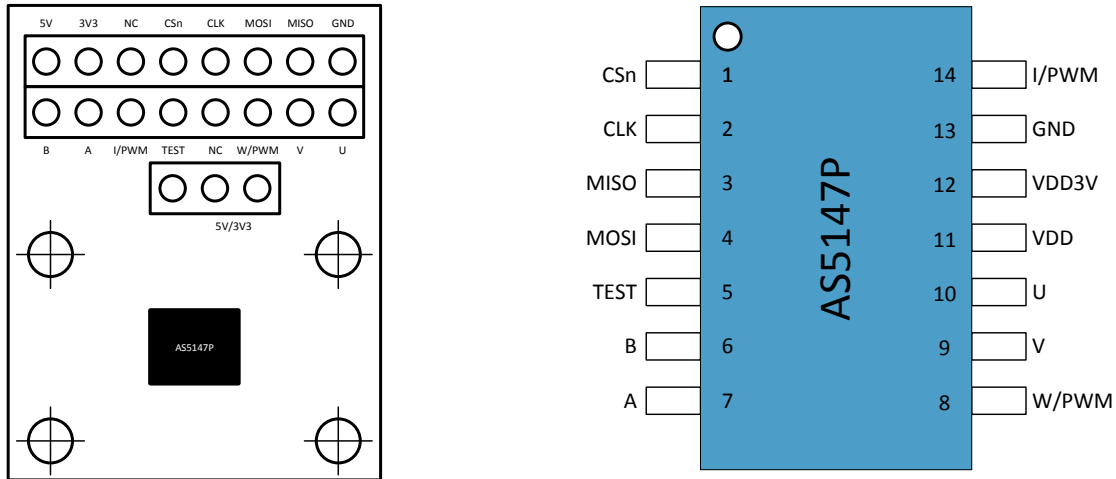 5V 3V3 NC CSn CLK MOSI MISO GND
B A I/PWM TEST NC W/PWM V U
5V/3V3
AS5147P
CSn 1 14 I/PWM
CLK 2 13 GND
MISO 3 12 VDD3V
MOSI 4 11 VDD
TEST 5 10 U
B 6 9 V
A 7 8 W/PWM
AS5147P